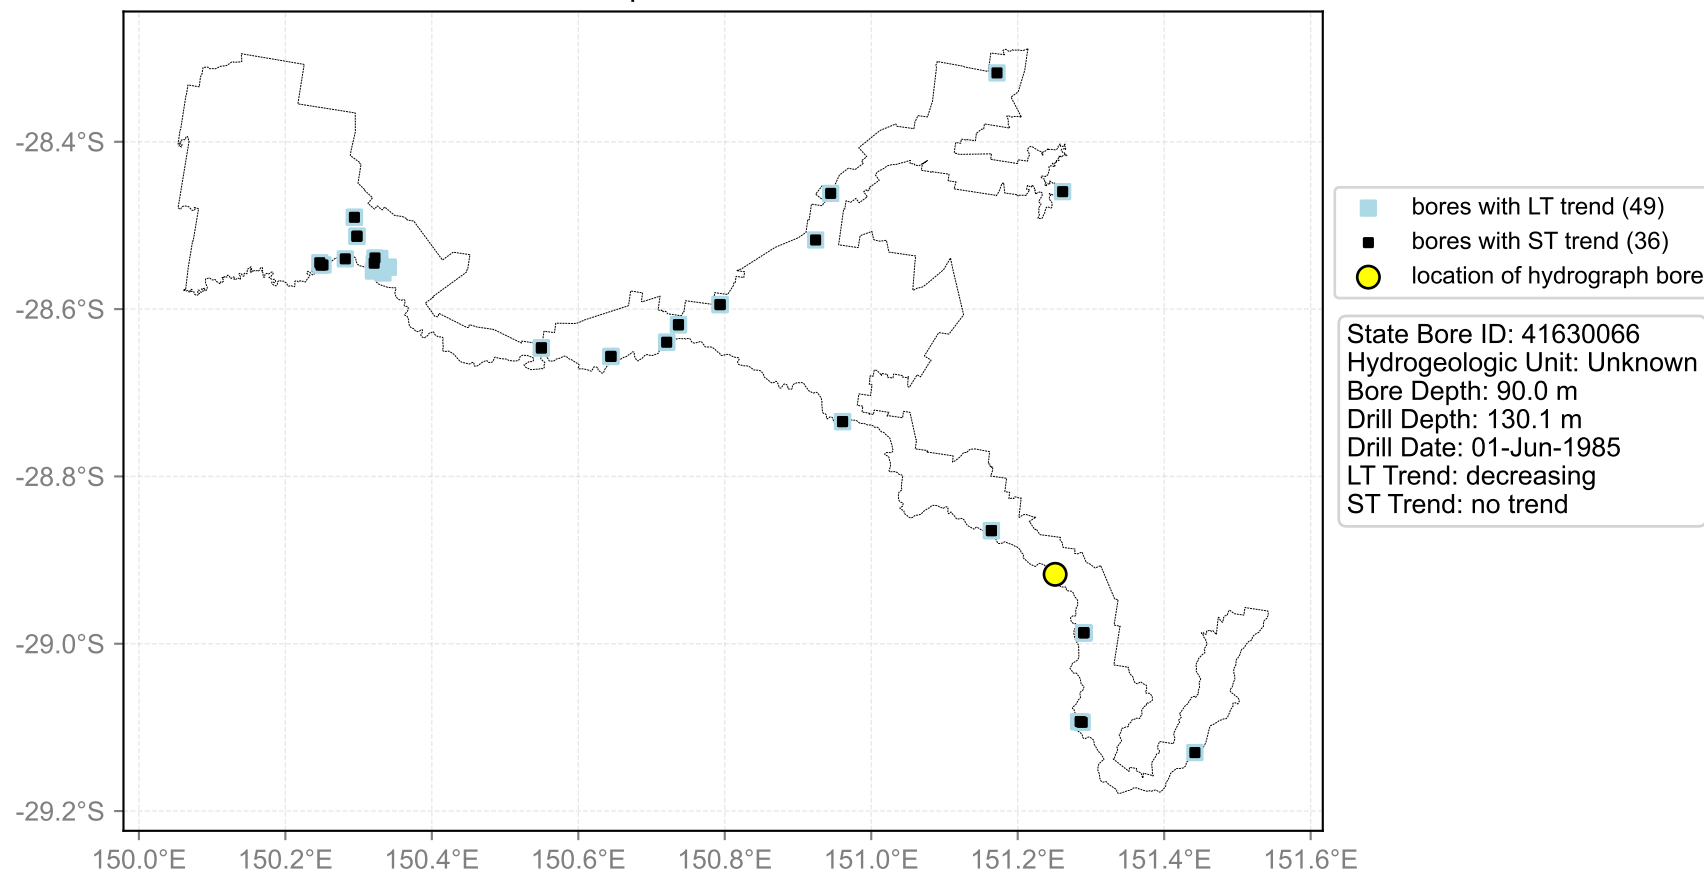 -28.4°S
-28.6°S
-28.8°S
-29.0°S
-29.2°S
150.0°E 150.2°E 150.4°E 150.6°E 150.8°E 151.0°E 151.2°E 151.4°E 151.6°E
bores with LT trend (49)
bores with ST trend (36)
location of hydrograph bore
State Bore ID: 41630066
Hydrogeologic Unit: Unknown
Bore Depth: 90.0 m
Drill Depth: 130.1 m
Drill Date: 01-Jun-1985
LT Trend: decreasing
ST Trend: no trend